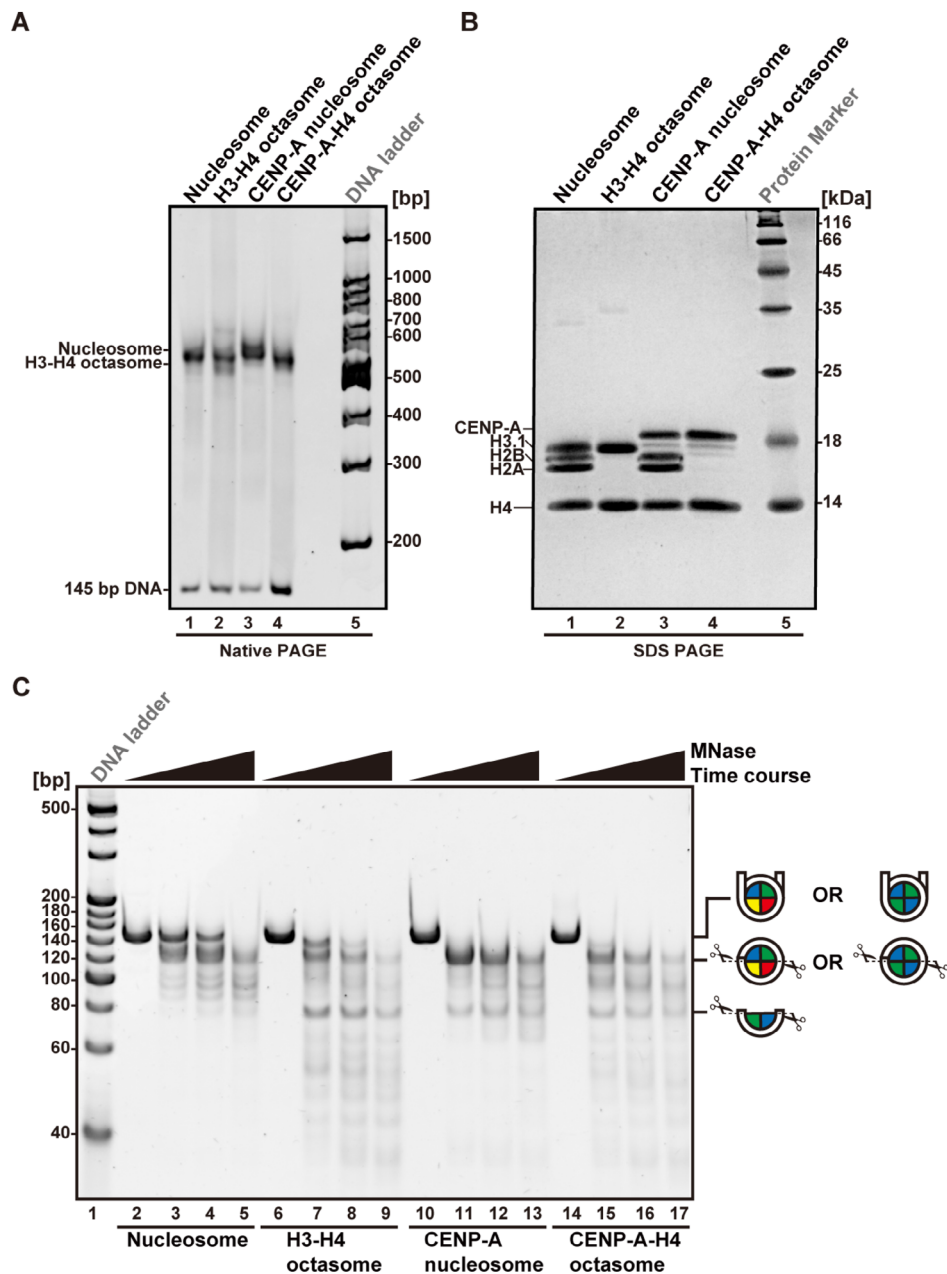 A
Nucleosome
H3-H4 octasome
CENP-A nucleosome
CENP-A-H4 octasome
DNA ladder
[bp]
1500
1000
800
700
600
500
400
300
200
Nucleosome
H3-H4 octasome
145 bp DNA
1 2 3 4 5
Native PAGE
B
Nucleosome
H3-H4 octasome
CENP-A nucleosome
CENP-A-H4 octasome
Protein Marker
[kDa]
116
66
45
35
25
18
14
CENP-A
H3.1
H2B
H2A
H4
1 2 3 4 5
SDS PAGE
C
DNA ladder
MNase
Time course
[bp]
500
200
180
160
140
120
100
80
60
40
OR
OR
1 2 3 4 5 6 7 8 9 10 11 12 13 14 15 16 17
Nucleosome
H3-H4
octasome
CENP-A
nucleosome
CENP-A-H4
octasome